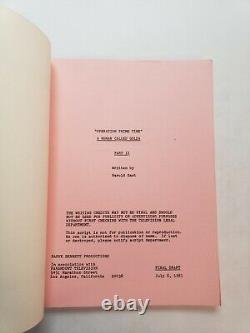 "OPERATION PRIME TIME"
A WOMAN CALLED GOLDA
PART II
Written by
Harold Gast
THE WRITING CREDITS MAY NOT BE FINAL AND SHOULD
NOT BE USED FOR PUBLICITY OR ADVERTISING PURPOSES
WITHOUT FIRST CHECKING WITH THE TELEVISION LEGAL
DEPARTMENT.
This script is not for publication or reproduction.
No one is authorized to dispose of same. If lost
or destroyed, please notify script department.
HARVE BENNETT PRODUCTIONS
In association with
PARAMOUNT TELEVISION
5451 Marathon Street
Los Angeles, California 90038
FINAL DRAFT
July 8, 1981